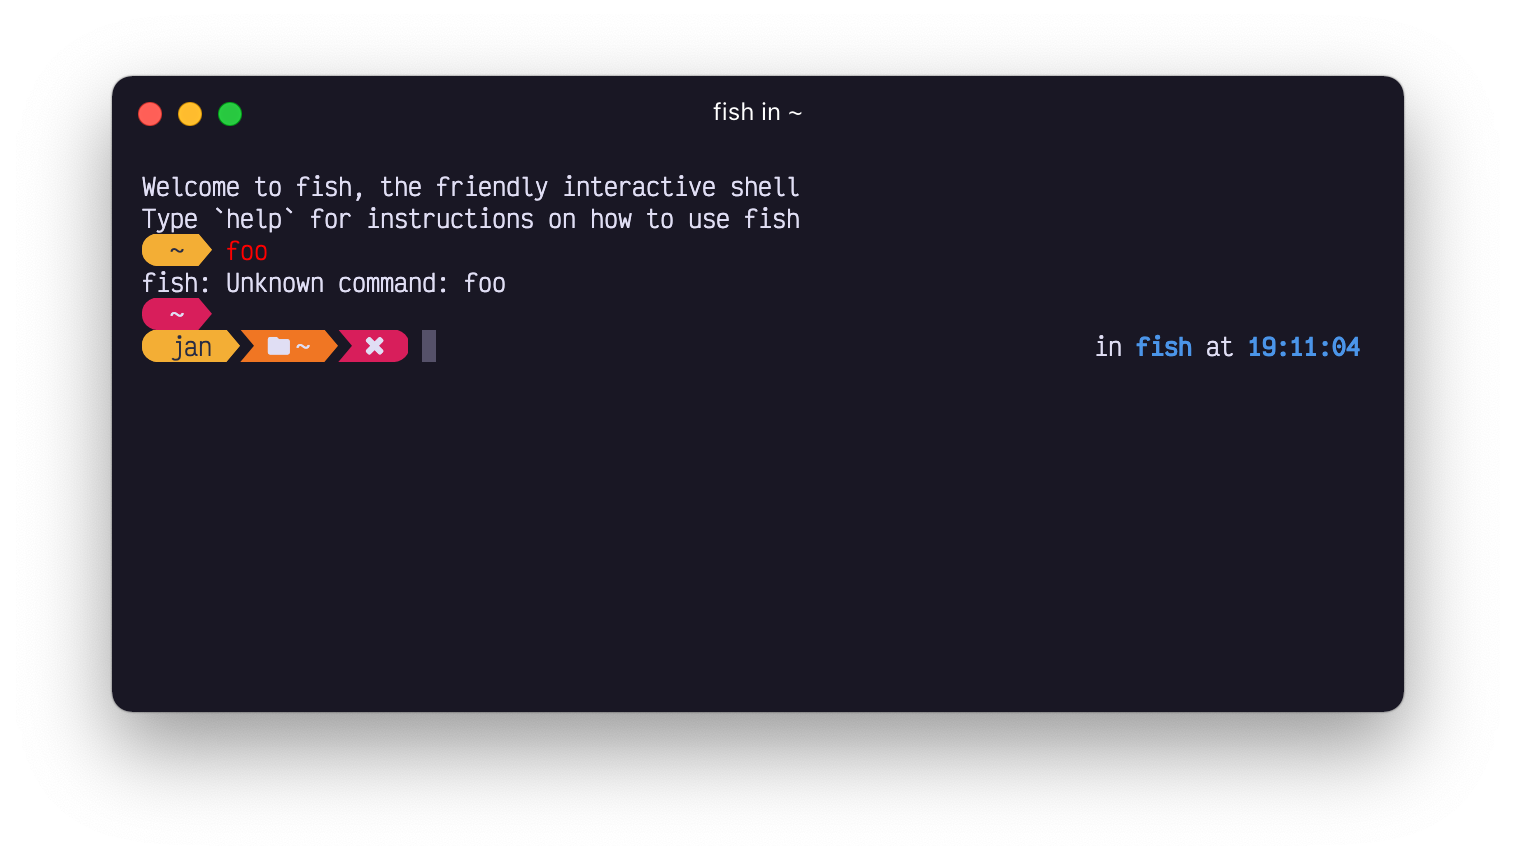 fish in ~
Welcome to fish, the friendly interactive shell
Type `help` for instructions on how to use fish
~ foo
fish: Unknown command: foo
~
jan ~ ✖ in fish at 19:11:04